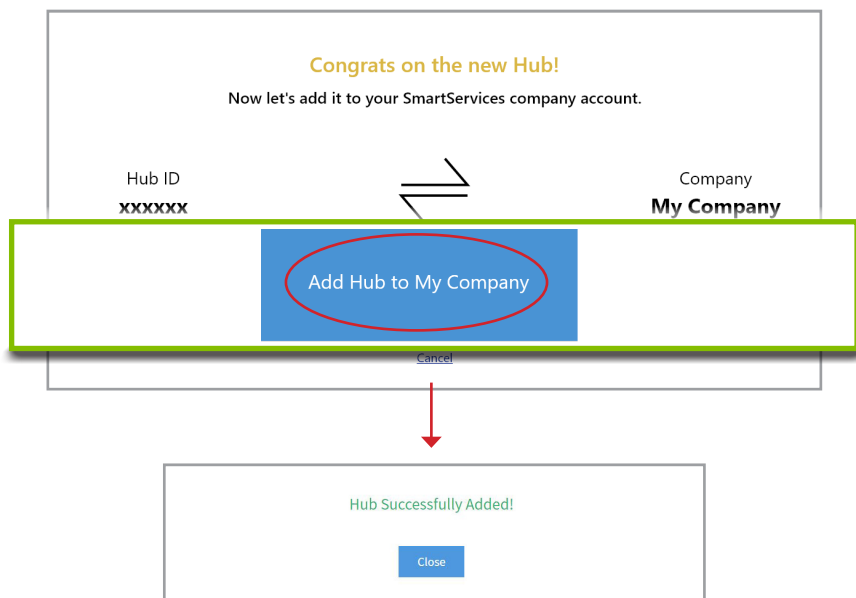 Congrats on the new Hub!
Now let's add it to your SmartServices company account.
Hub ID
Company
xxxxxx
My Company
Add Hub to My Company
Cancel
Hub Successfully Added!
Close